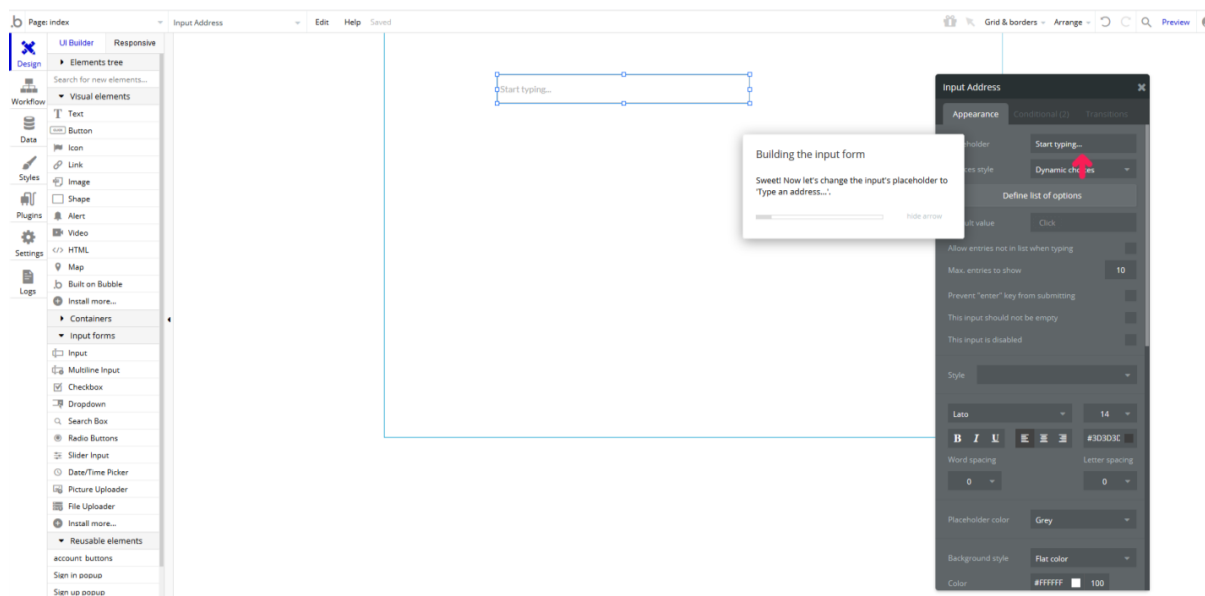 Page: index
Input Address
Edit Help Saved
Grid & borders Arrange Preview
Design
Workflow
Data
Styles
Plugins
Settings
Logs
UI Builder Responsive
Elements tree
Search for new elements...
Visual elements
Text
Button
Icon
Link
Image
Shape
Alert
Video
HTML
Map
Built on Bubble
Install more...
Containers
Input forms
Input
Multiline Input
Checkbox
Dropdown
Search Box
Radio Buttons
Slider Input
Date/Time Picker
Picture Uploader
File Uploader
Install more...
Reusable elements
account buttons
Sign in popup
Sign up popup
Start typing...
Building the input form
Sweet! Now let's change the input's placeholder to
'Type an address...'.
hide arrow
Input Address
Appearance Conditional (2) Transitions
holder Start typing...
ces style Dynamic choices
Define list of options
ult value Click
Allow entries not in list when typing
Max. entries to show 10
Prevent "enter" key from submitting
This input should not be empty
This input is disabled
Style
Lato 14
B I U #3D3D3D
Word spacing Letter spacing
0 0
Placeholder color Grey
Background style Flat color
Color #FFFFFF 100